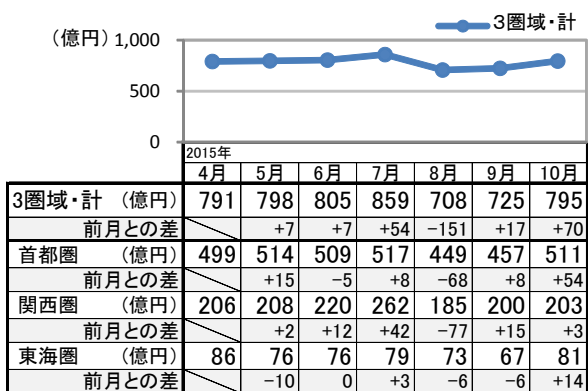 3圏域・計
(億円)
1,000
500
0
2015年
4月 5月 6月 7月 8月 9月 10月
3圏域・計 (億円) 791 798 805 859 708 725 795
前月との差 +7 +7 +54 −151 +17 +70
首都圏 (億円) 499 514 509 517 449 457 511
前月との差 +15 −5 +8 −68 +8 +54
関西圏 (億円) 206 208 220 262 185 200 203
前月との差 +2 +12 +42 −77 +15 +3
東海圏 (億円) 86 76 76 79 73 67 81
前月との差 −10 0 +3 −6 −6 +14